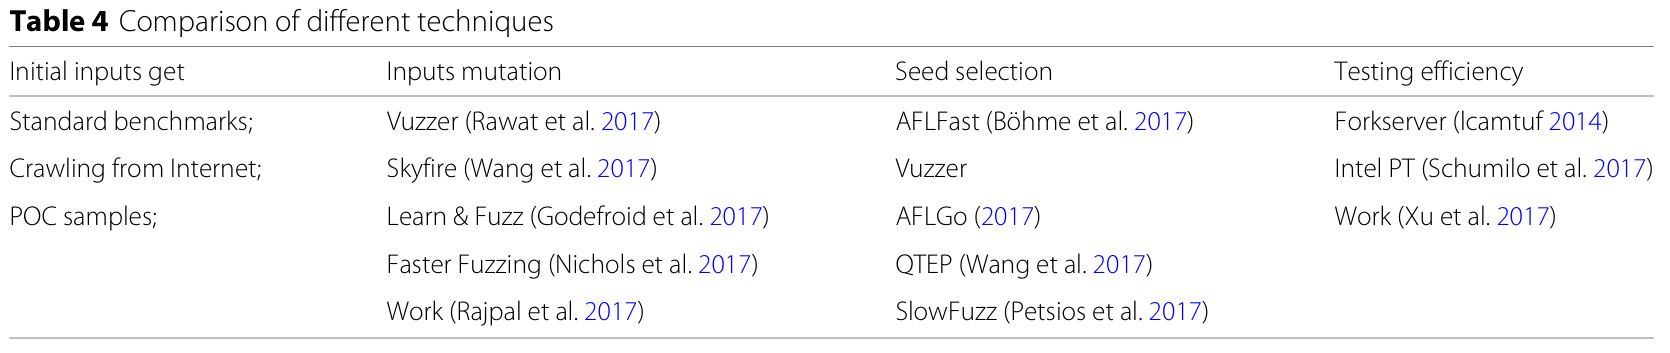 Table 4 Comparison of different techniques
Initial inputs get Inputs mutation Seed selection Testing efficiency
Standard benchmarks; Vuzzer (Rawat et al. 2017) AFLFast (Böhme et al. 2017) Forkserver (lcamtuf 2014)
Crawling from Internet; Skyfire (Wang et al. 2017) Vuzzer Intel PT (Schumilo et al. 2017)
POC samples; Learn & Fuzz (Godefroid et al. 2017) AFLGo (2017) Work (Xu et al. 2017)
Faster Fuzzing (Nichols et al. 2017) QTEP (Wang et al. 2017)
Work (Rajpal et al. 2017) SlowFuzz (Petsios et al. 2017)